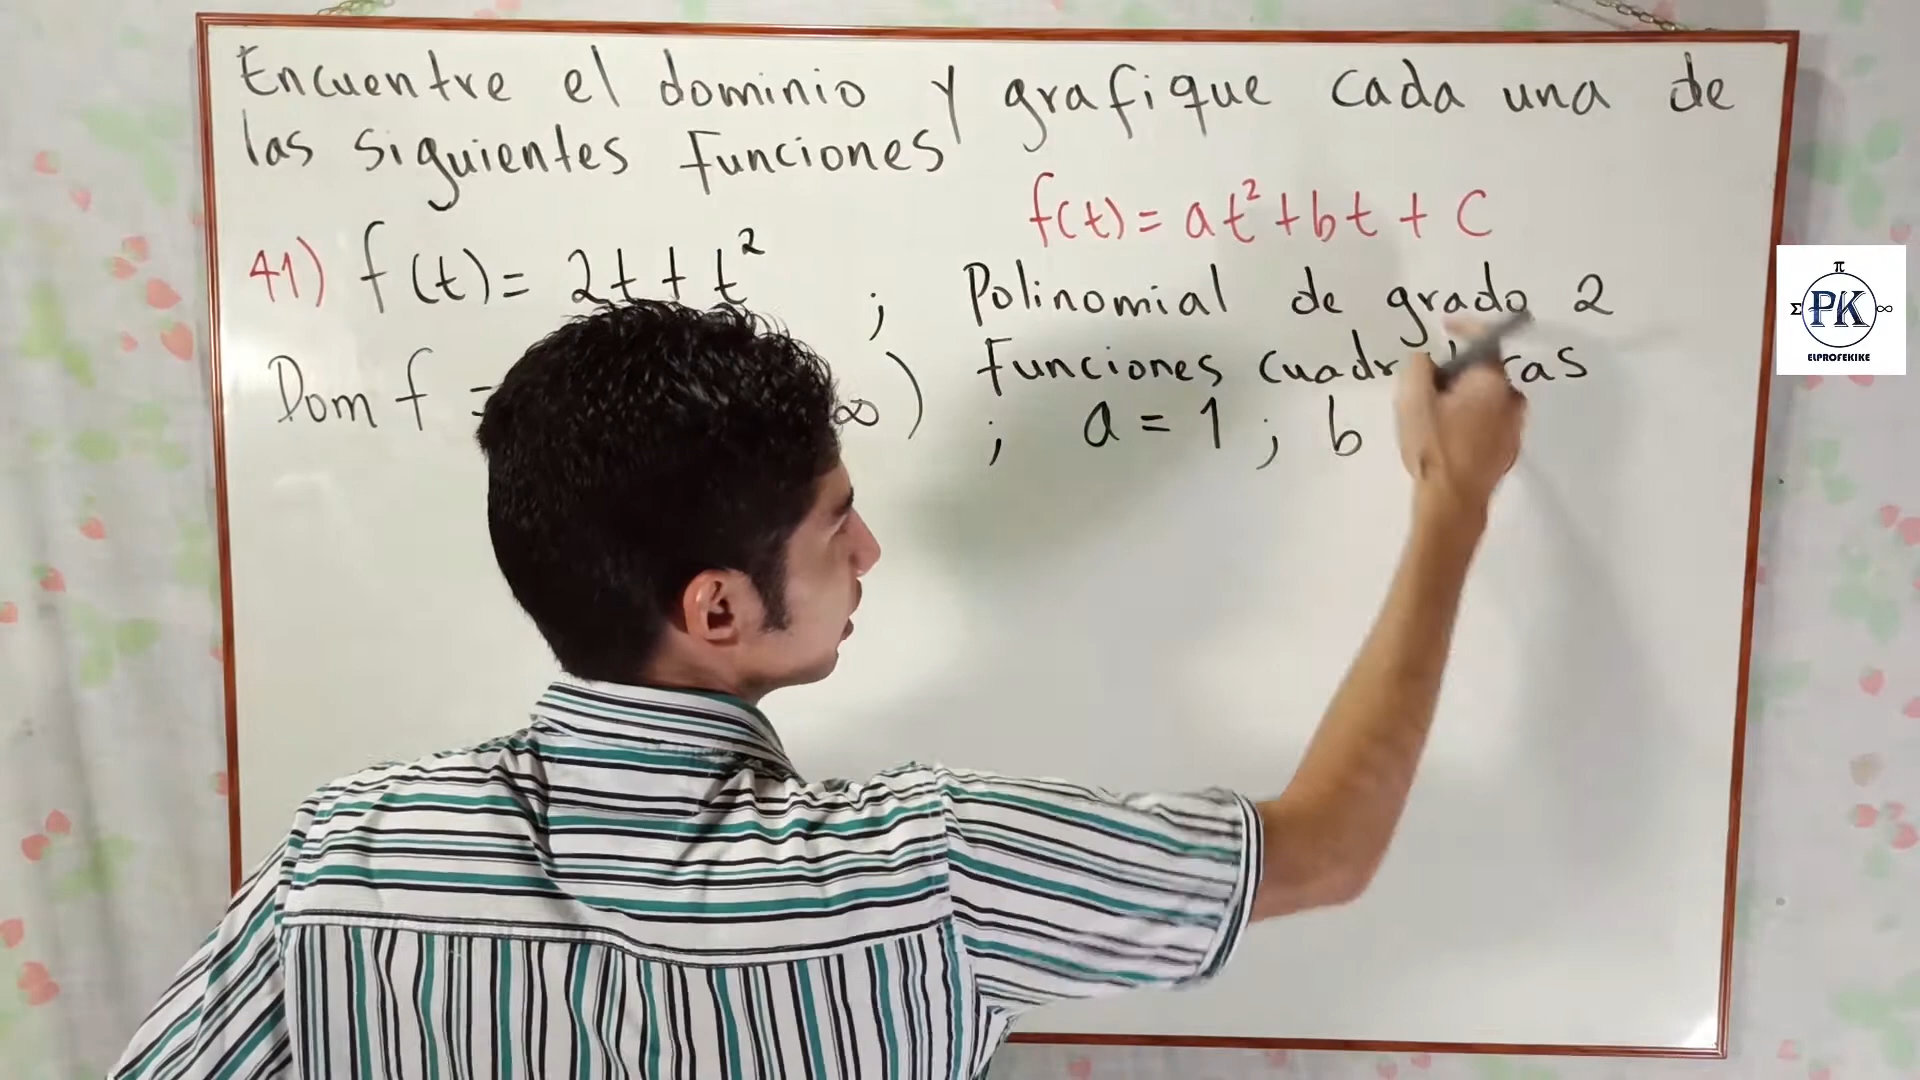 Encuentre el dominio y grafique cada una de
las siguientes funciones
f(t) = at² + bt + c
41) f(t) = 2t + t² ; Polinomial de grado 2
Funciones
Dom f = ∞) ; a = 1 ; b
π
Σ PK ∞
ELPROFEKIKE